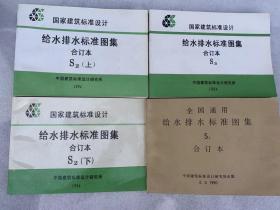 国家建筑标准设计
给水排水标准图集
合订本
S2(上)
中国建筑标准设计研究所
国家建筑标准设计
给水排水标准图集
合订本
中国建筑标准设计研究所
国家建筑标准设计
给水排水标准图集
合订本
S2(下)
中国建筑标准设计研究所
1994
全国通用
给水排水标准图集
合订本